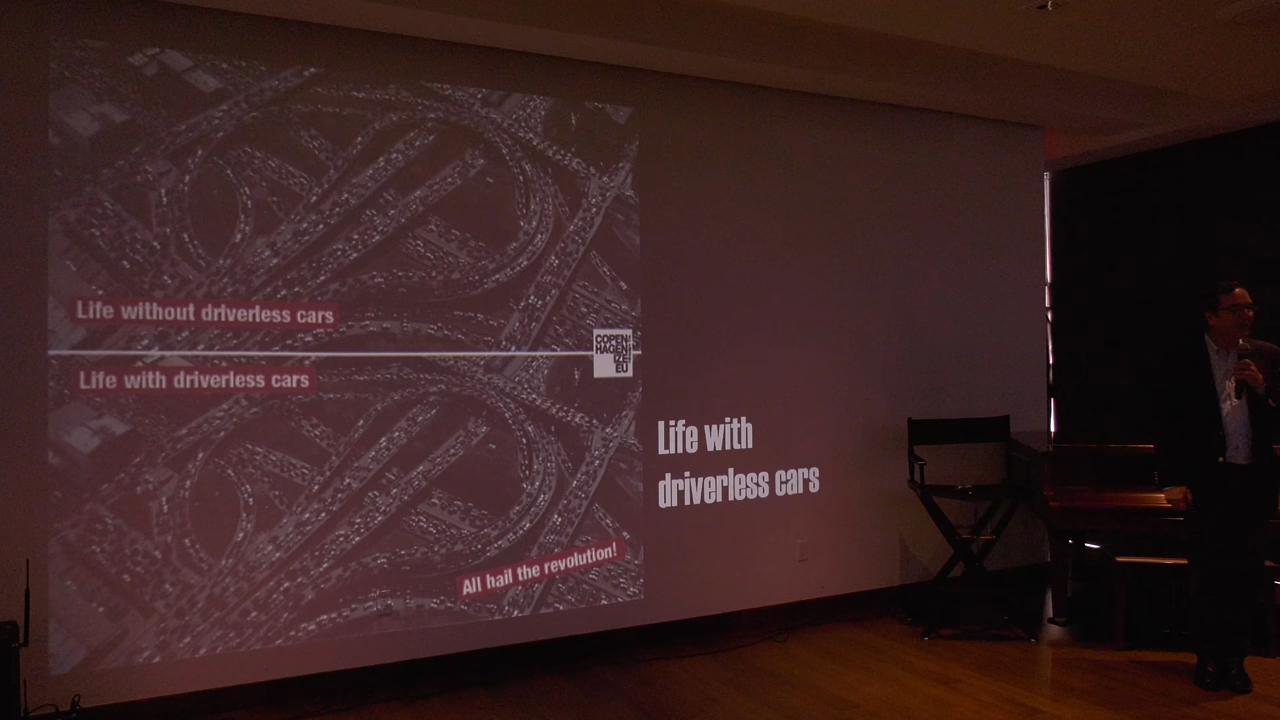 Life without driverless cars
COPEN
HAGEN
IZE
EU
Life with driverless cars
Life with
driverless cars
All hail the revolution!